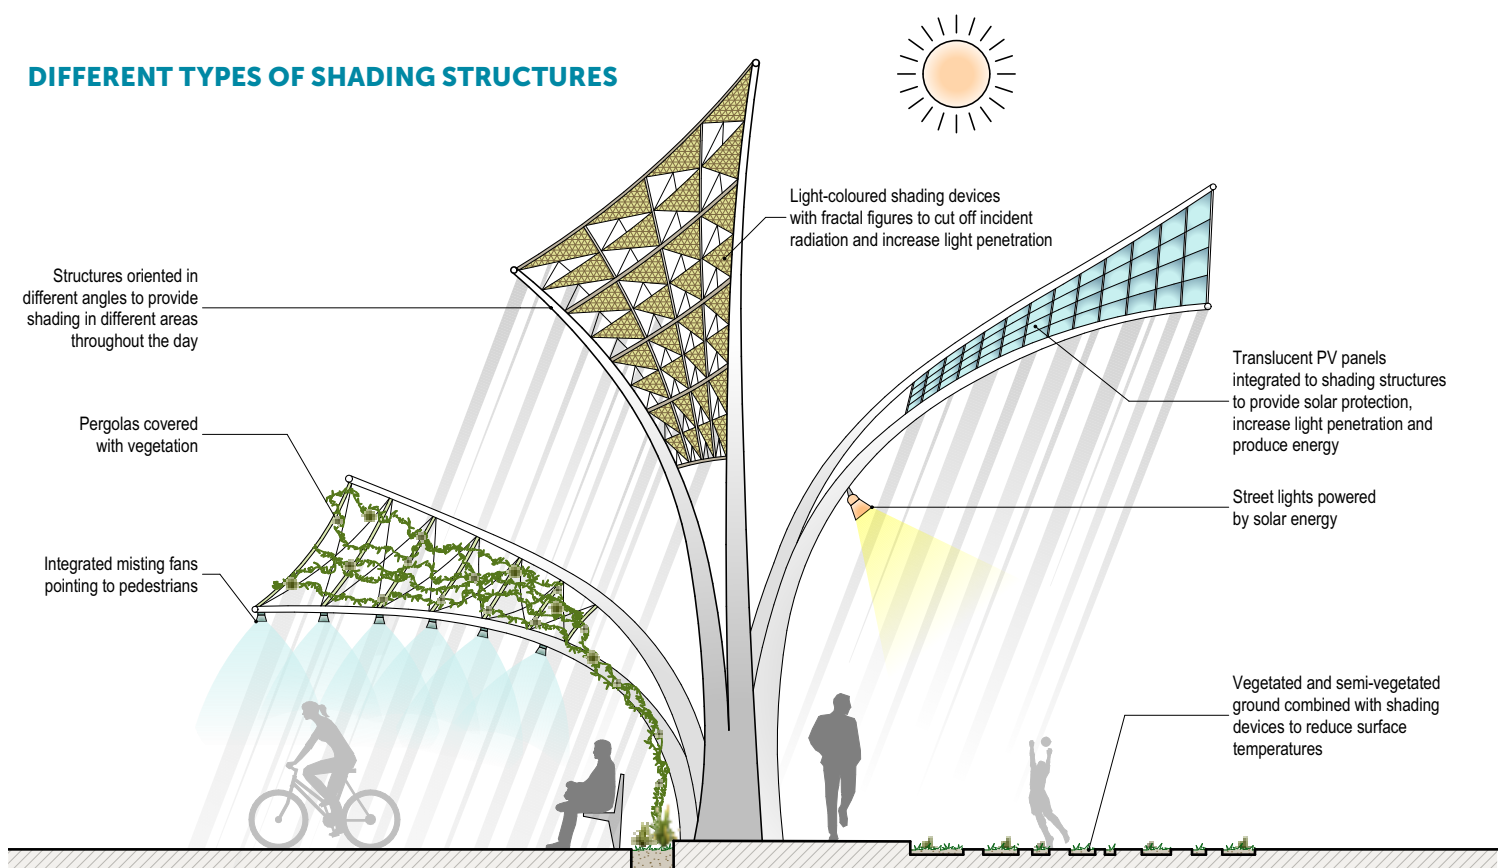 DIFFERENT TYPES OF SHADING STRUCTURES
Light-coloured shading devices
with fractal figures to cut off incident
radiation and increase light penetration
Structures oriented in
different angles to provide
shading in different areas
throughout the day
Translucent PV panels
integrated to shading structures
to provide solar protection,
increase light penetration and
produce energy
Pergolas covered
with vegetation
Street lights powered
by solar energy
Integrated misting fans
pointing to pedestrians
Vegetated and semi-vegetated
ground combined with shading
devices to reduce surface
temperatures